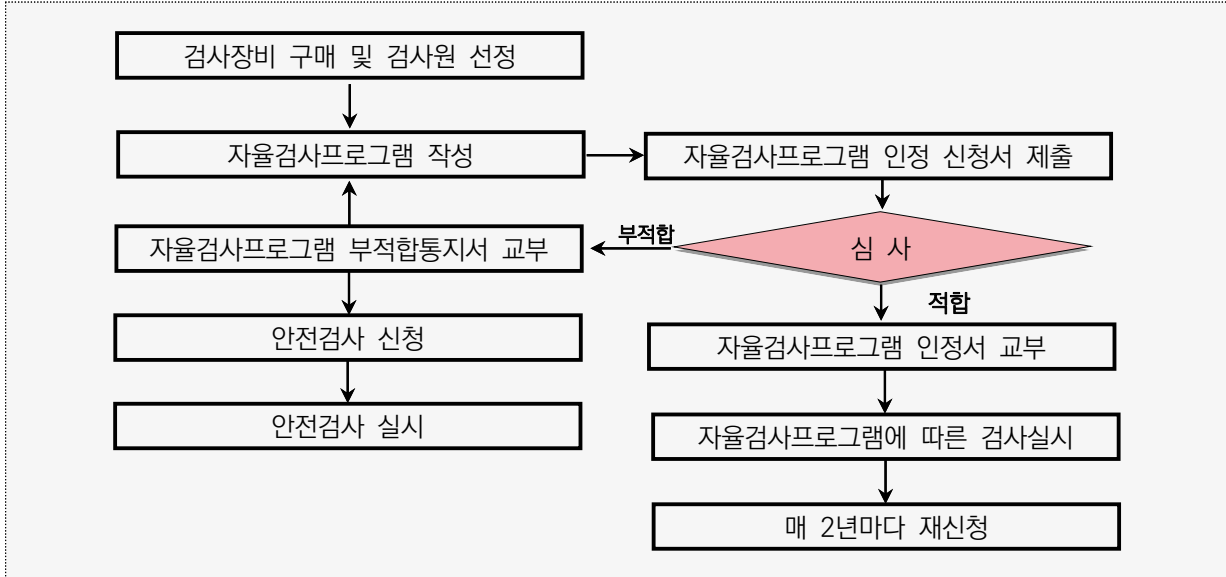 검사장비 구매 및 검사원 선정
자율검사프로그램 작성
자율검사프로그램 인정 신청서 제출
자율검사프로그램 부적합통지서 교부
부적합
심 사
적합
안전검사 신청
자율검사프로그램 인정서 교부
안전검사 실시
자율검사프로그램에 따른 검사실시
매 2년마다 재신청